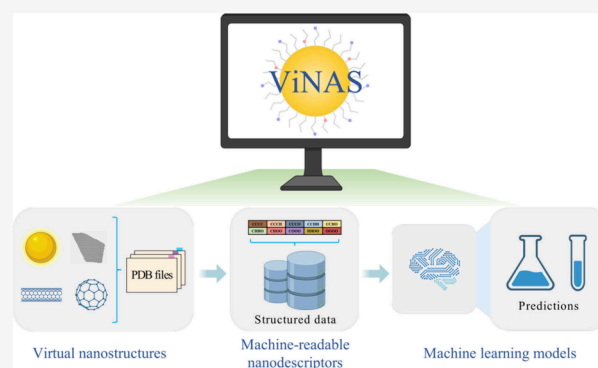 ViNAS
PDB files
Structured data
Predictions
Virtual nanostructures
Machine-readable
nanodescriptors
Machine learning models